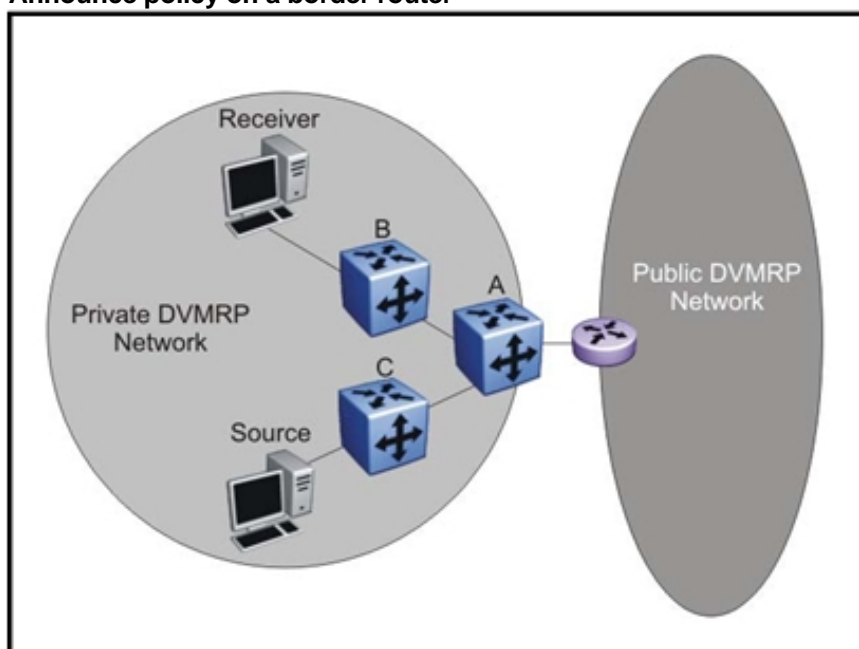 Announce policy on a border router
Receiver
B
A
Private DVMRP
Network
Public DVMRP
Network
C
Source